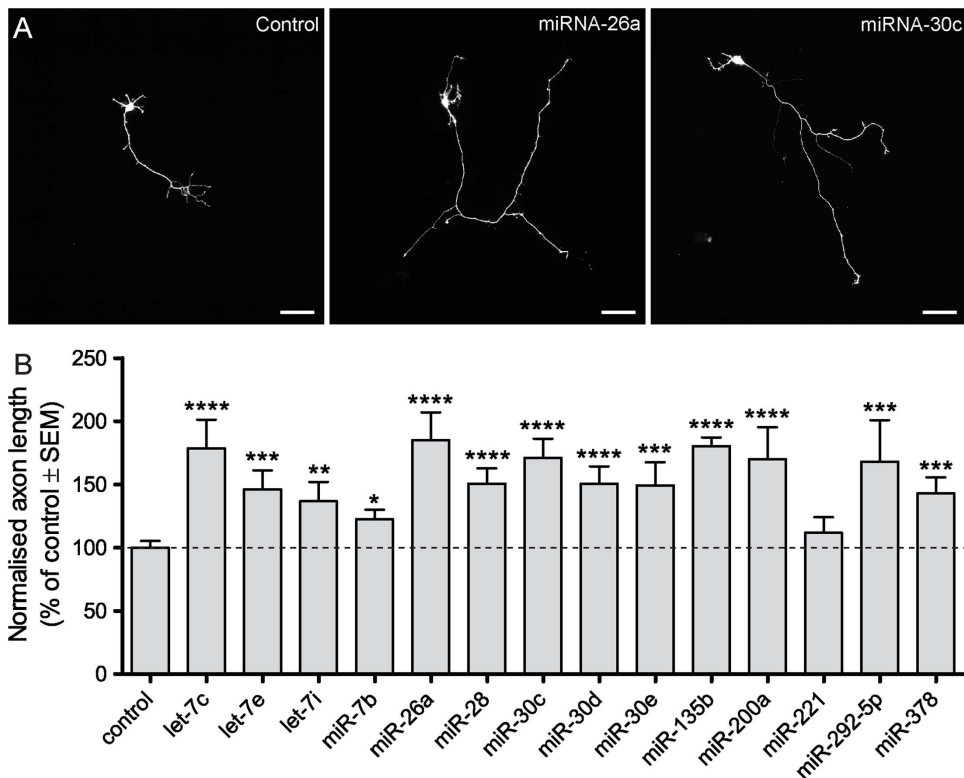 A
Control
miRNA-26a
miRNA-30c
B
Normalised axon length
(% of control ± SEM)
250
200
150
100
50
0
****
***
**
*
****
****
****
****
***
****
****
***
***
control
let-7c
let-7e
let-7i
miR-7b
miR-26a
miR-28
miR-30c
miR-30d
miR-30e
miR-135b
miR-200a
miR-221
miR-292-5p
miR-378